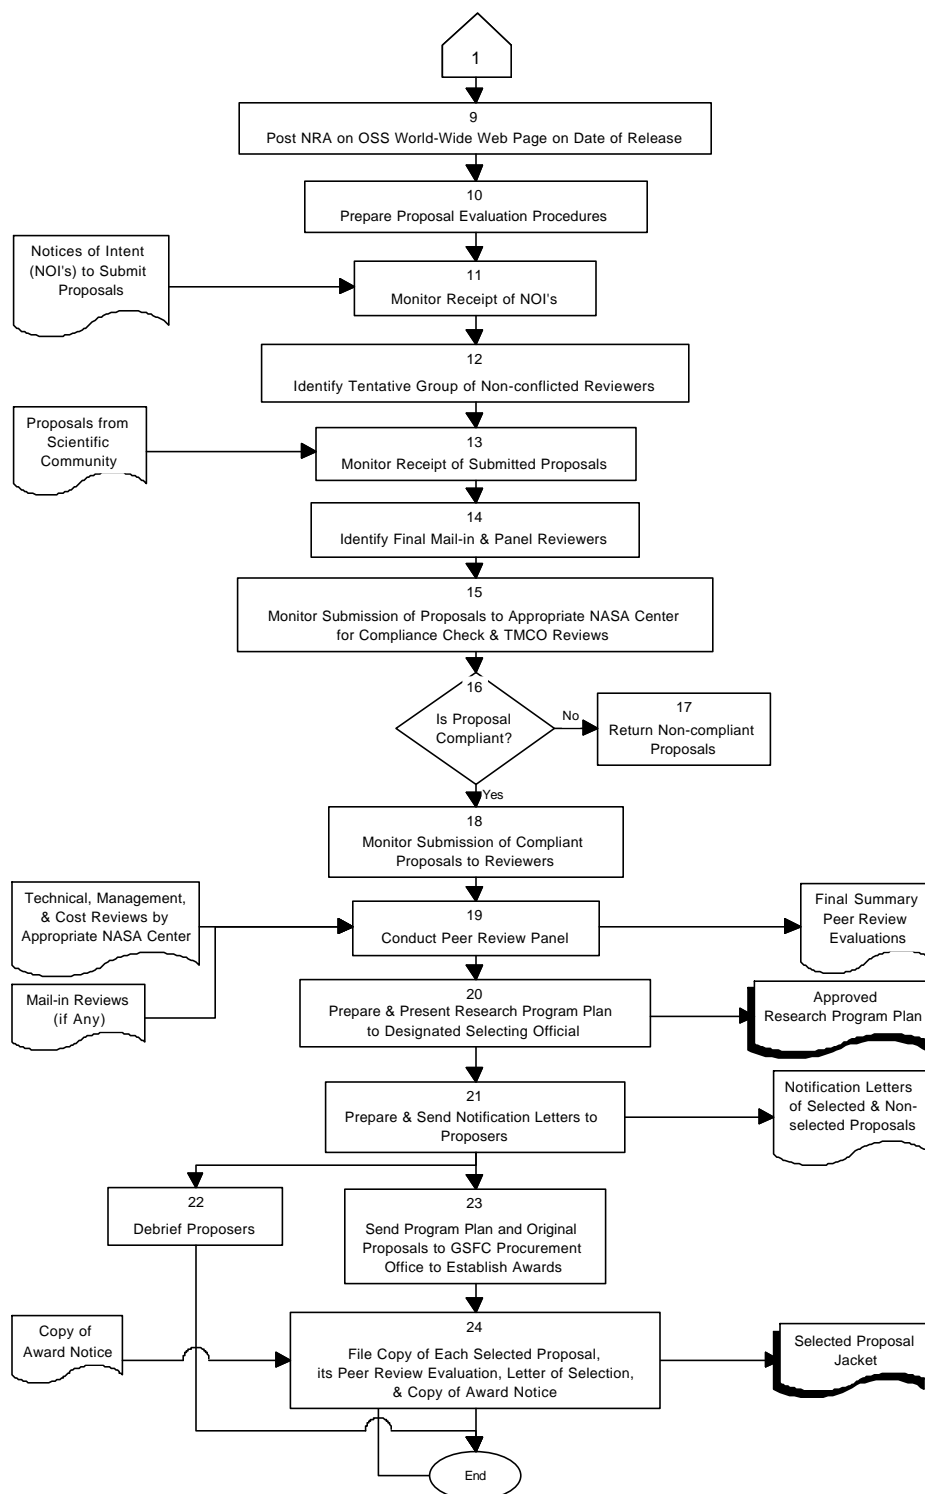 1
9
Post NRA on OSS World-Wide Web Page on Date of Release
10
Prepare Proposal Evaluation Procedures
Notices of Intent
(NOI's) to Submit
Proposals
11
Monitor Receipt of NOI's
12
Identify Tentative Group of Non-conflicted Reviewers
Proposals from
Scientific
Community
13
Monitor Receipt of Submitted Proposals
14
Identify Final Mail-in & Panel Reviewers
15
Monitor Submission of Proposals to Appropriate NASA Center
for Compliance Check & TMCO Reviews
16
Is Proposal
Compliant?
No
17
Return Non-compliant
Proposals
Yes
18
Monitor Submission of Compliant
Proposals to Reviewers
Technical, Management,
& Cost Reviews by
Appropriate NASA Center
19
Conduct Peer Review Panel
Final Summary
Peer Review
Evaluations
Mail-in Reviews
(if Any)
20
Prepare & Present Research Program Plan
to Designated Selecting Official
Approved
Research Program Plan
21
Prepare & Send Notification Letters to
Proposers
Notification Letters
of Selected & Non-
selected Proposals
22
Debrief Proposers
23
Send Program Plan and Original
Proposals to GSFC Procurement
Office to Establish Awards
Copy of
Award Notice
24
File Copy of Each Selected Proposal,
its Peer Review Evaluation, Letter of Selection,
& Copy of Award Notice
Selected Proposal
Jacket
End